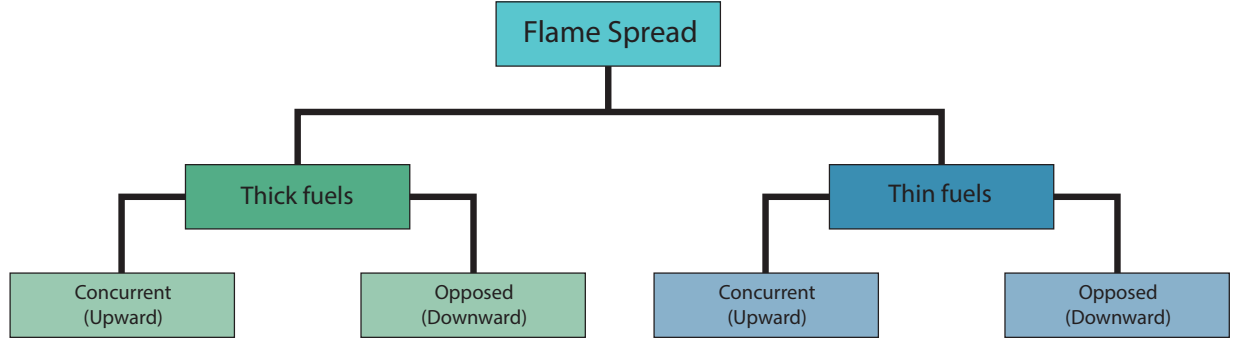 Flame Spread
Thick fuels
Thin fuels
Concurrent
(Upward)
Opposed
(Downward)
Concurrent
(Upward)
Opposed
(Downward)